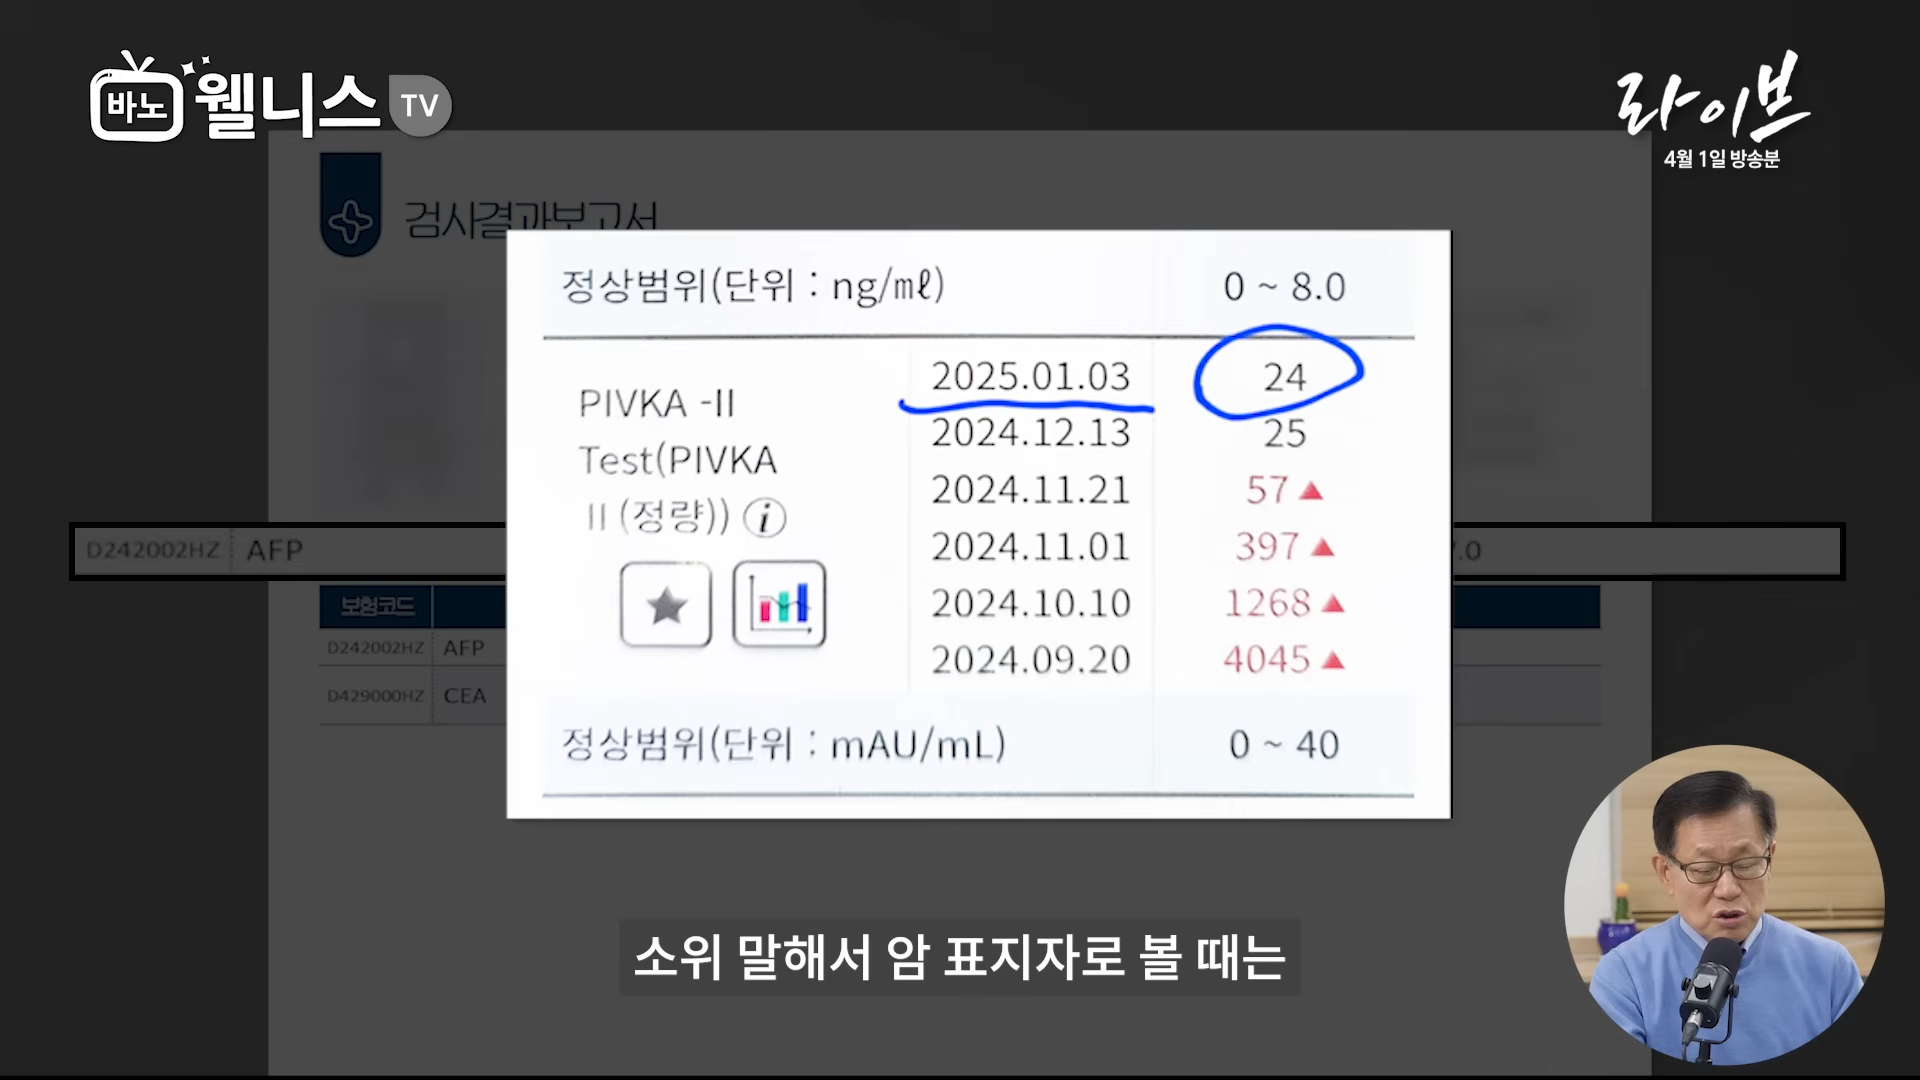 바노 웰니스 TV
라이브
4월 1일 방송분
검사결과보고서
정상범위(단위 : ng/㎖) 0 ~ 8.0
PIVKA -II
Test(PIVKA
II (정량)) i
2025.01.03 24
2024.12.13 25
2024.11.21 57▲
2024.11.01 397▲
2024.10.10 1268▲
2024.09.20 4045▲
정상범위(단위 : mAU/mL) 0 ~ 40
D242002HZ AFP
보험코드
D242002HZ AFP
D429000HZ CEA
소위 말해서 암 표지자로 볼 때는